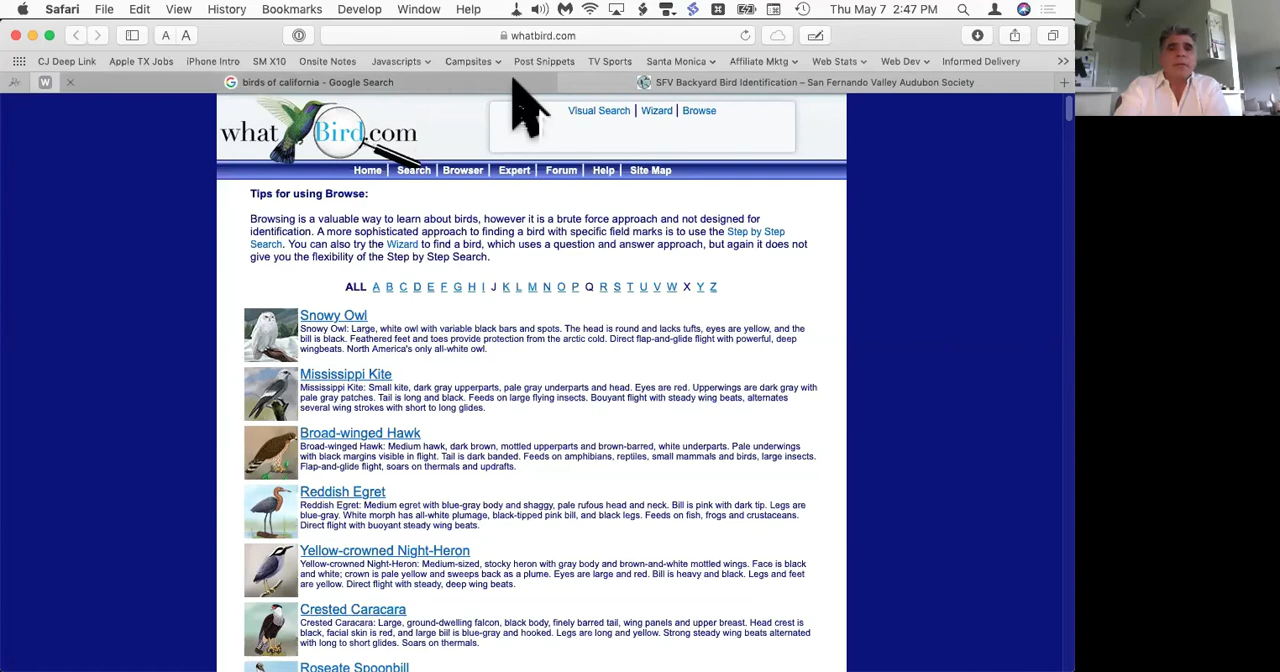 Safari File Edit View History Bookmarks Develop Window Help Thu May 7 2:47 PM
A A whatbird.com
CJ Deep Link Apple TX Jobs iPhone Intro SM X10 Onsite Notes Javascripts Campsites Post Snippets TV Sports Santa Monica Affiliate Mktg Web Stats Web Dev Informed Delivery >>
W birds of california - Google Search SFV Backyard Bird Identification – San Fernando Valley Audubon Society
what Bird.com
Visual Search | Wizard | Browse
Home | Search | Browser | Expert | Forum | Help | Site Map
Tips for using Browse:
Browsing is a valuable way to learn about birds, however it is a brute force approach and not designed for
identification. A more sophisticated approach to finding a bird with specific field marks is to use the Step by Step
Search. You can also try the Wizard to find a bird, which uses a question and answer approach, but again it does not
give you the flexibility of the Step by Step Search.
ALL A B C D E F G H I J K L M N O P Q R S T U V W X Y Z
Snowy Owl
Snowy Owl: Large, white owl with variable black bars and spots. The head is round and lacks tufts, eyes are yellow, and the
bill is black. Feathered feet and toes provide protection from the arctic cold. Direct flap-and-glide flight with powerful, deep
wingbeats. North America's only all-white owl.
Mississippi Kite
Mississippi Kite: Small kite, dark gray upperparts, pale gray underparts and head. Eyes are red. Upperwings are dark gray with
pale gray patches. Tail is long and black. Feeds on large flying insects. Bouyant flight with steady wing beats, alternates
several wing strokes with short to long glides.
Broad-winged Hawk
Broad-winged Hawk: Medium hawk, dark brown, mottled upperparts and brown-barred, white underparts. Pale underwings
with black margins visible in flight. Tail is dark banded. Feeds on amphibians, reptiles, small mammals and birds, large insects.
Flap-and-glide flight, soars on thermals and updrafts.
Reddish Egret
Reddish Egret: Medium egret with blue-gray body and shaggy, pale rufous head and neck. Bill is pink with dark tip. Legs are
blue-gray. White morph has all-white plumage, black-tipped pink bill, and black legs. Feeds on fish, frogs and crustaceans.
Direct flight with buoyant steady wing beats.
Yellow-crowned Night-Heron
Yellow-crowned Night-Heron: Medium-sized, stocky heron with gray body and brown-and-white mottled wings. Face is black
and white; crown is pale yellow and sweeps back as a plume. Eyes are large and red. Bill is heavy and black. Legs and feet
are yellow. Direct flight with steady, deep wing beats.
Crested Caracara
Crested Caracara: Large, ground-dwelling falcon, black body, finely barred tail, wing panels and upper breast. Head crest is
black, facial skin is red, and large bill is blue-gray and hooked. Legs are long and yellow. Strong steady wing beats alternated
with long to short glides. Soars on thermals.
Roseate Spoonbill